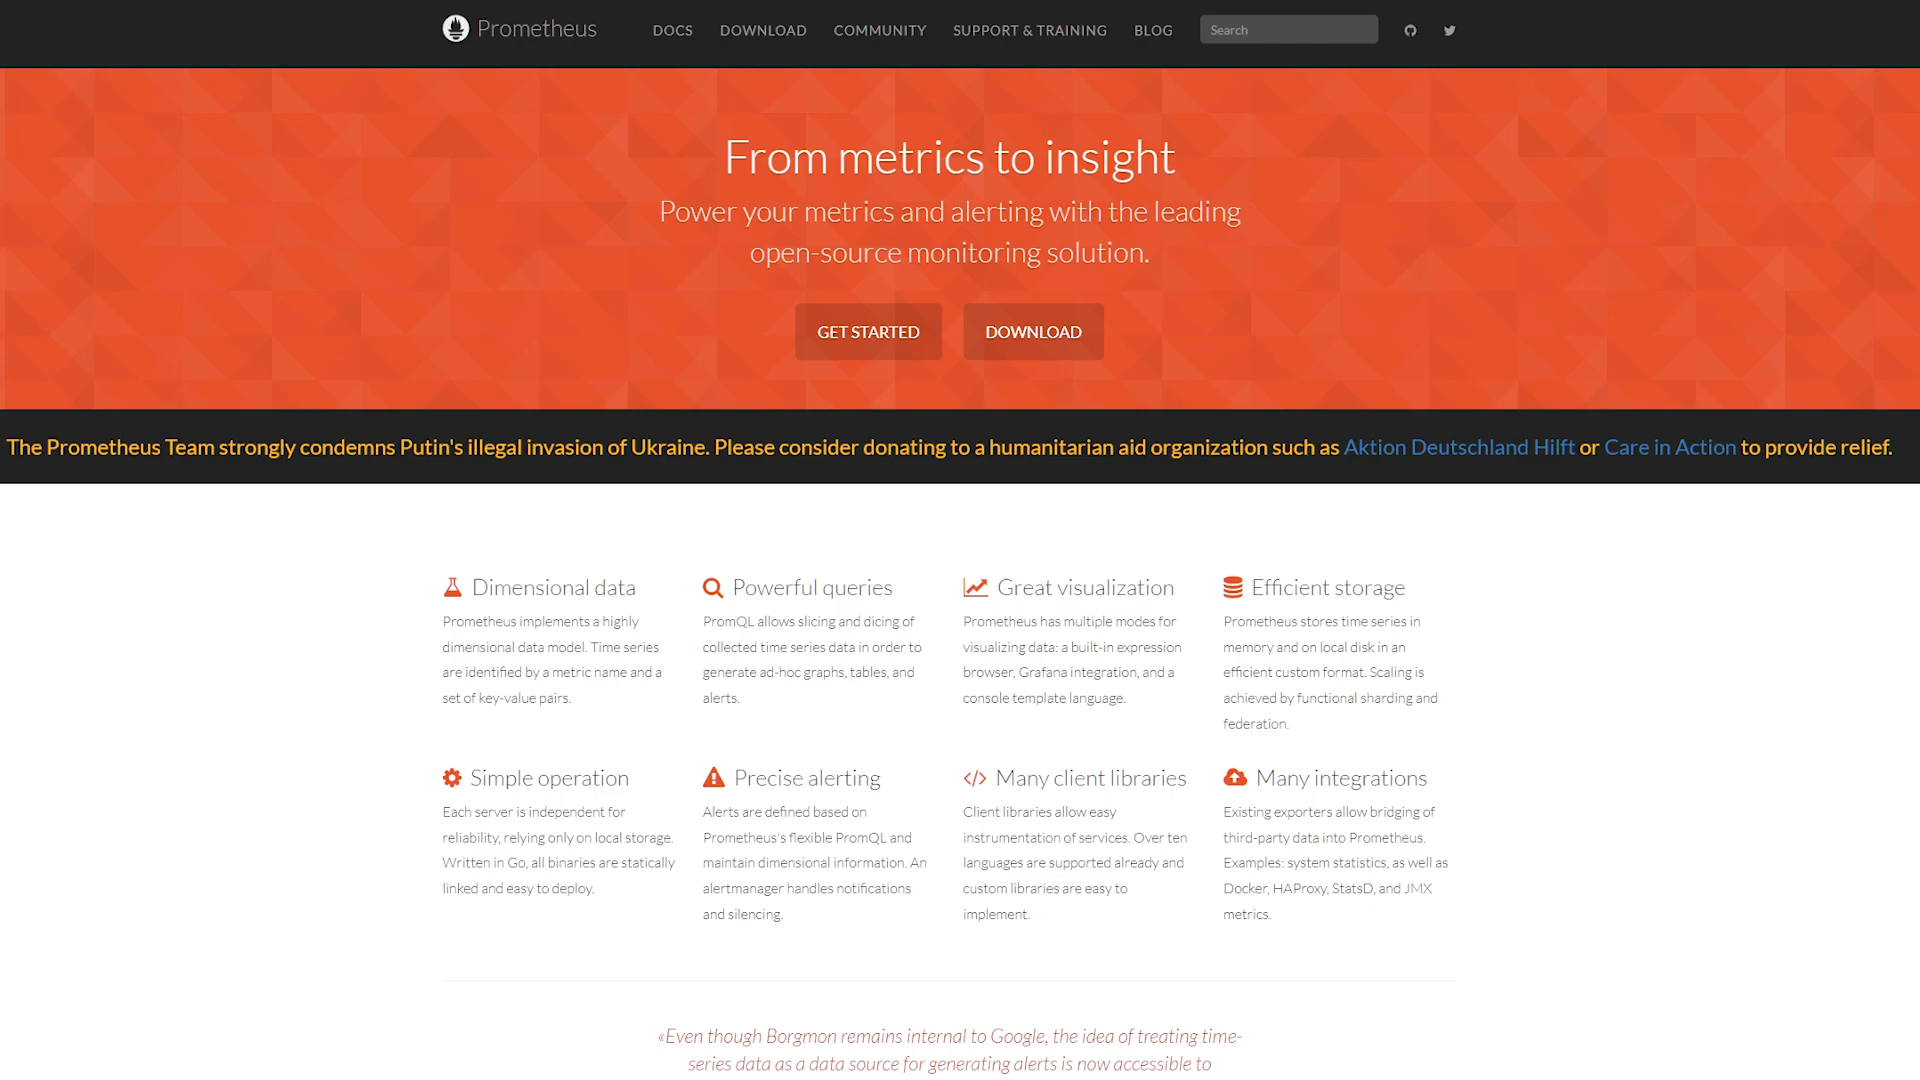 Prometheus
DOCS
DOWNLOAD
COMMUNITY
SUPPORT & TRAINING
BLOG
Search
From metrics to insight
Power your metrics and alerting with the leading
open-source monitoring solution.
GET STARTED
DOWNLOAD
The Prometheus Team strongly condemns Putin's illegal invasion of Ukraine. Please consider donating to a humanitarian aid organization such as Aktion Deutschland Hilft or Care in Action to provide relief.
Dimensional data
Prometheus implements a highly
dimensional data model. Time series
are identified by a metric name and a
set of key-value pairs.
Powerful queries
PromQL allows slicing and dicing of
collected time series data in order to
generate ad-hoc graphs, tables, and
alerts.
Great visualization
Prometheus has multiple modes for
visualizing data: a built-in expression
browser, Grafana integration, and a
console template language.
Efficient storage
Prometheus stores time series in
memory and on local disk in an
efficient custom format. Scaling is
achieved by functional sharding and
federation.
Simple operation
Each server is independent for
reliability, relying only on local storage.
Written in Go, all binaries are statically
linked and easy to deploy.
Precise alerting
Alerts are defined based on
Prometheus's flexible PromQL and
maintain dimensional information. An
alertmanager handles notifications
and silencing.
Many client libraries
Client libraries allow easy
instrumentation of services. Over ten
languages are supported already and
custom libraries are easy to
implement.
Many integrations
Existing exporters allow bridging of
third-party data into Prometheus.
Examples: system statistics, as well as
Docker, HAProxy, StatsD, and JMX
metrics.
«Even though Borgmon remains internal to Google, the idea of treating time-
series data as a data source for generating alerts is now accessible to